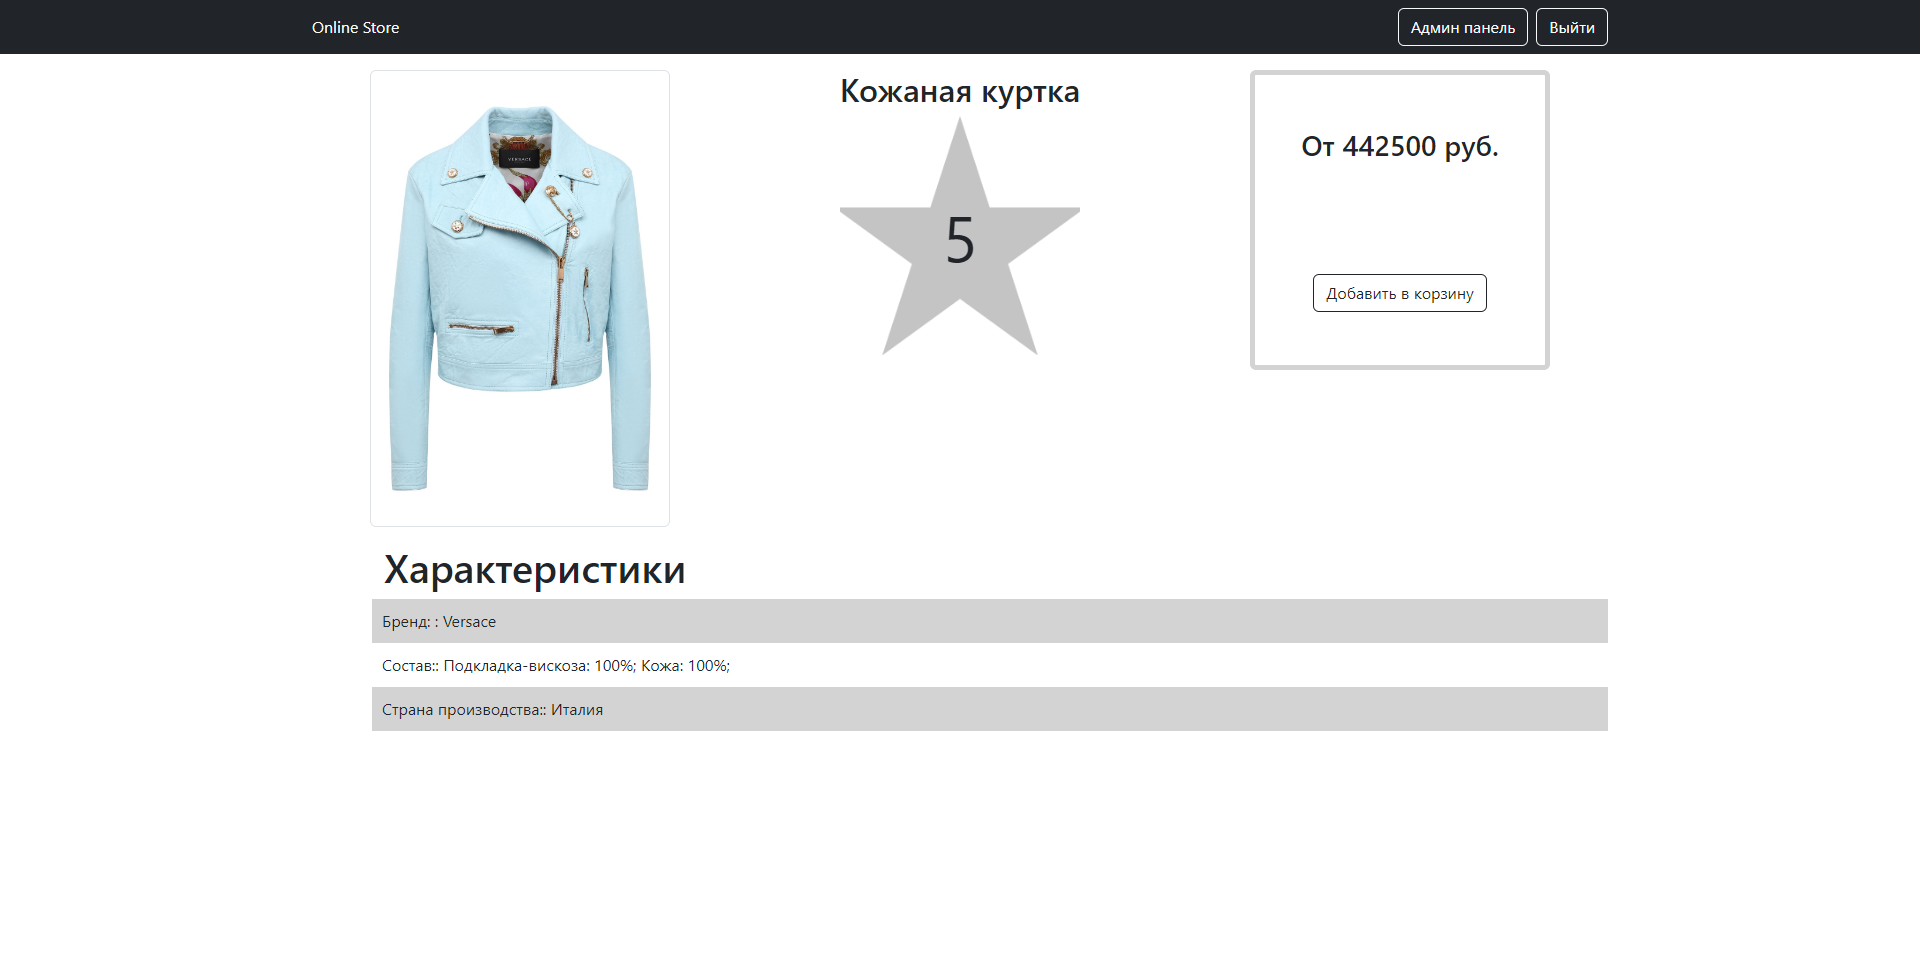 Online Store
Админ панель
Выйти
VERSACE
Кожаная куртка
5
От 442500 руб.
Добавить в корзину
Характеристики
Бренд: : Versace
Состав:: Подкладка-вискоза: 100%; Кожа: 100%;
Страна производства:: Италия